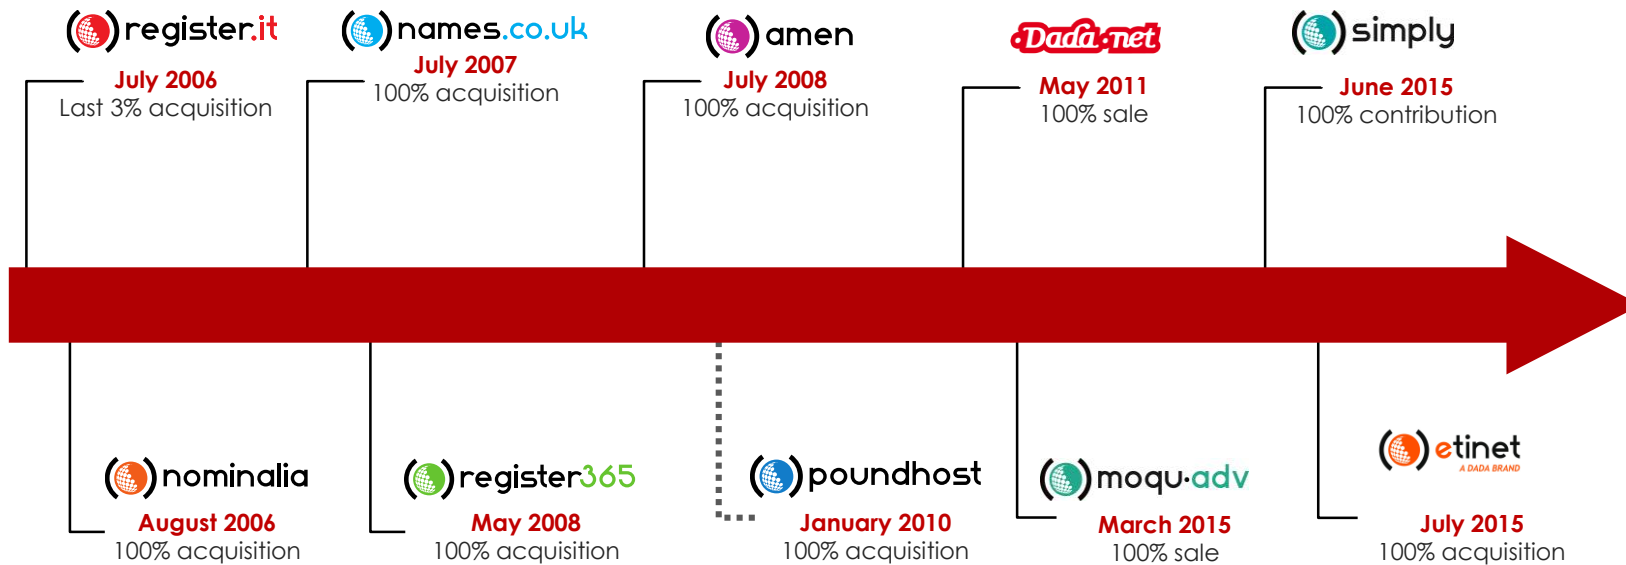 register.it
July 2006
Last 3% acquisition
names.co.uk
July 2007
100% acquisition
amen
July 2008
100% acquisition
Dada.net
May 2011
100% sale
simply
June 2015
100% contribution
nominalia
August 2006
100% acquisition
register365
May 2008
100% acquisition
poundhost
January 2010
100% acquisition
moqu·adv
March 2015
100% sale
etinet
A DADA BRAND
July 2015
100% acquisition